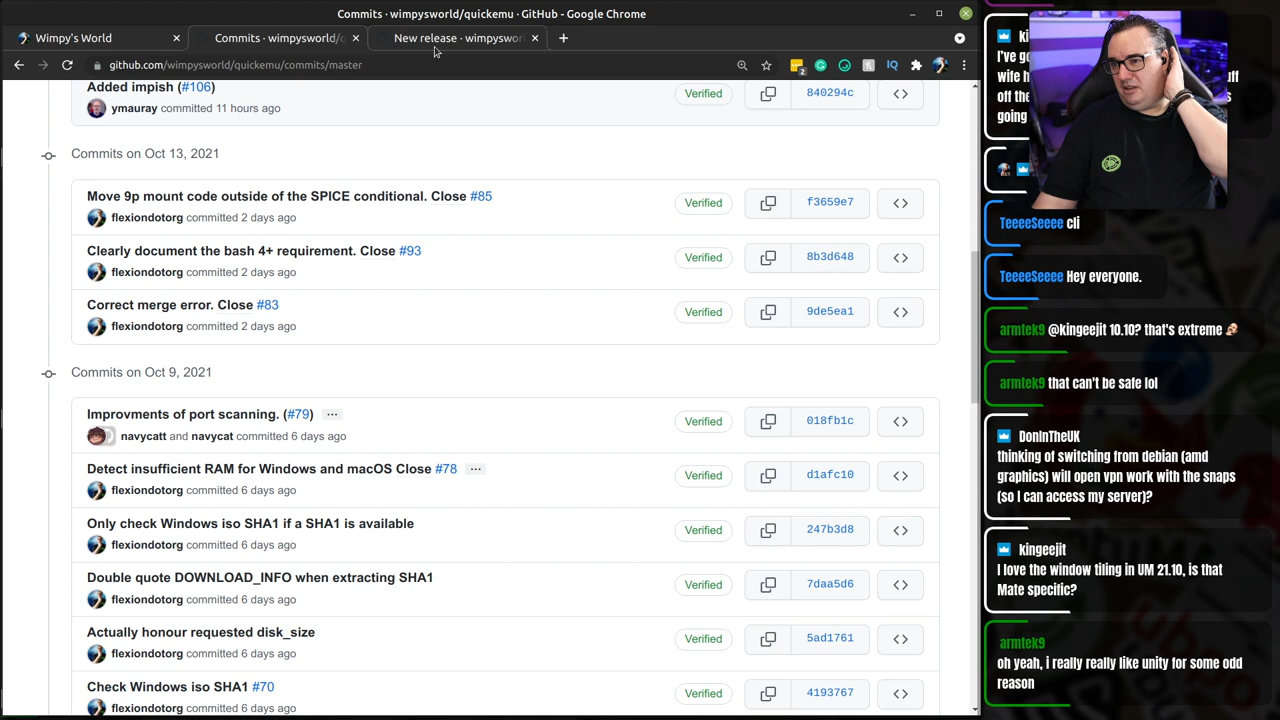 Commits · wimpysworld/quickemu · GitHub - Google Chrome
Wimpy's World
Commits · wimpysworld/q
New release · wimpyswor
github.com/wimpysworld/quickemu/commits/master
2
IQ
Added impish (#106)
ymauray committed 11 hours ago
Verified
840294c
Commits on Oct 13, 2021
Move 9p mount code outside of the SPICE conditional. Close #85
flexiondotorg committed 2 days ago
Verified
f3659e7
Clearly document the bash 4+ requirement. Close #93
flexiondotorg committed 2 days ago
Verified
8b3d648
Correct merge error. Close #83
flexiondotorg committed 2 days ago
Verified
9de5ea1
Commits on Oct 9, 2021
Improvments of port scanning. (#79)
navycatt and navycat committed 6 days ago
Verified
018fb1c
Detect insufficient RAM for Windows and macOS Close #78
flexiondotorg committed 6 days ago
Verified
d1afc10
Only check Windows iso SHA1 if a SHA1 is available
flexiondotorg committed 6 days ago
Verified
247b3d8
Double quote DOWNLOAD_INFO when extracting SHA1
flexiondotorg committed 6 days ago
Verified
7daa5d6
Actually honour requested disk_size
flexiondotorg committed 6 days ago
Verified
5ad1761
Check Windows iso SHA1 #70
flexiondotorg committed 6 days ago
Verified
4193767
ki
I've go
wife h
off the
going
TeeeeSeeee cli
TeeeeSeeee Hey everyone.
armtek9 @kingeejit 10.10? that's extreme
armtek9 that can't be safe lol
DonInTheUK
thinking of switching from debian (amd
graphics) will open vpn work with the snaps
(so I can access my server)?
kingeejit
I love the window tiling in UM 21.10, is that
Mate specific?
armtek9
oh yeah, i really really like unity for some odd
reason